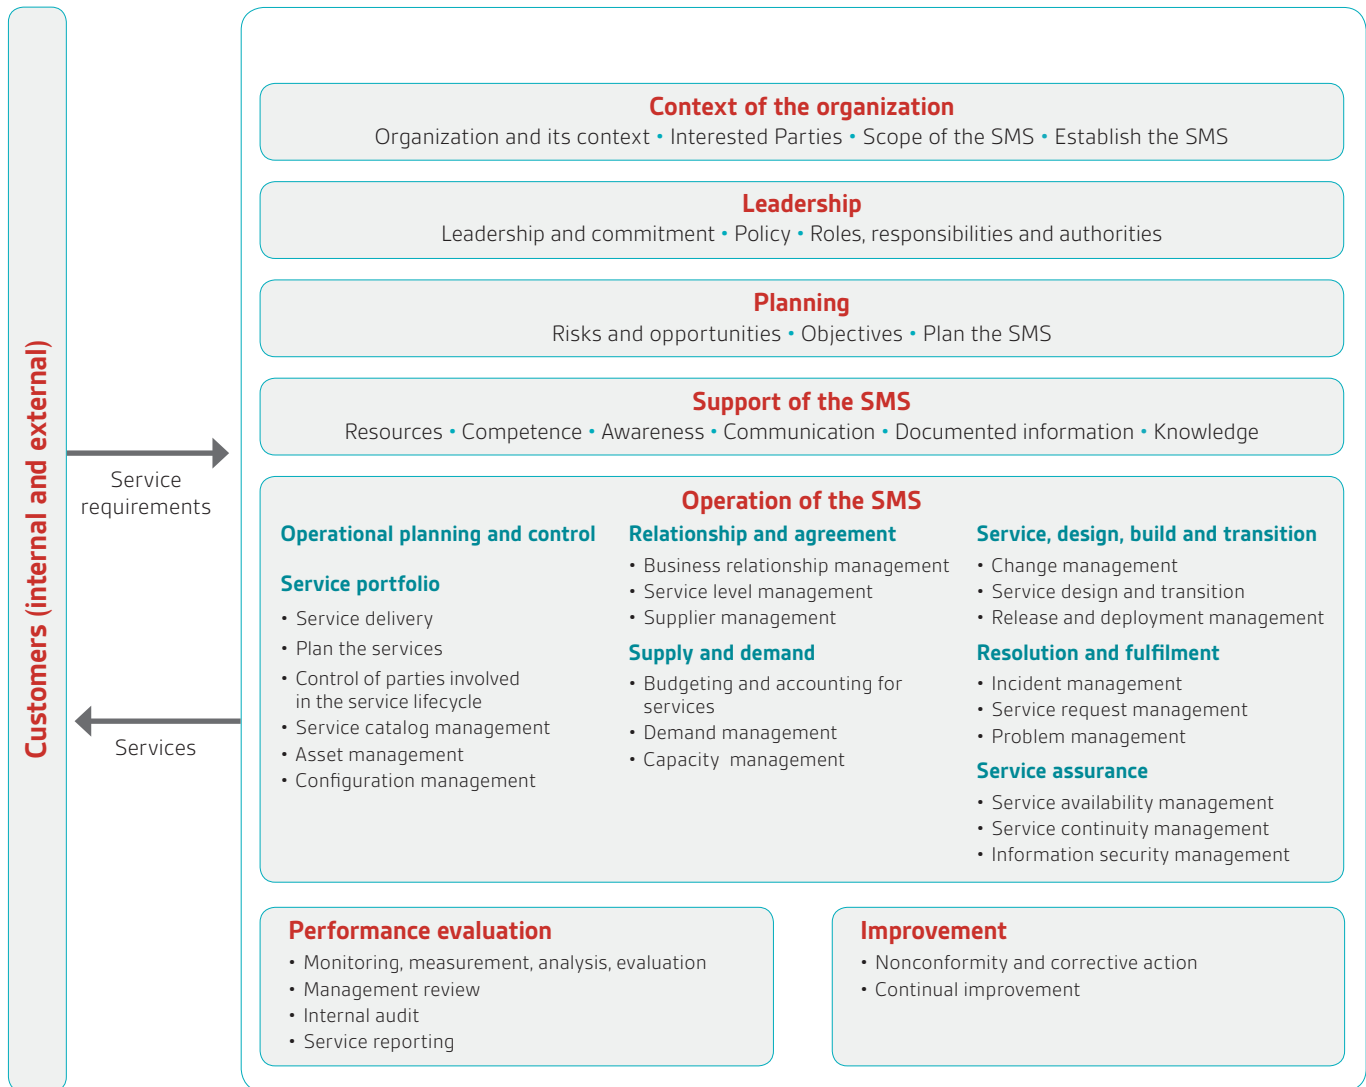 Customers (internal and external)
Service
requirements
Services
Context of the organization
Organization and its context • Interested Parties • Scope of the SMS • Establish the SMS
Leadership
Leadership and commitment • Policy • Roles, responsibilities and authorities
Planning
Risks and opportunities • Objectives • Plan the SMS
Support of the SMS
Resources • Competence • Awareness • Communication • Documented information • Knowledge
Operation of the SMS
Operational planning and control
Service portfolio
• Service delivery
• Plan the services
• Control of parties involved
in the service lifecycle
• Service catalog management
• Asset management
• Configuration management
Relationship and agreement
• Business relationship management
• Service level management
• Supplier management
Supply and demand
• Budgeting and accounting for
services
• Demand management
• Capacity management
Service, design, build and transition
• Change management
• Service design and transition
• Release and deployment management
Resolution and fulfilment
• Incident management
• Service request management
• Problem management
Service assurance
• Service availability management
• Service continuity management
• Information security management
Performance evaluation
• Monitoring, measurement, analysis, evaluation
• Management review
• Internal audit
• Service reporting
Improvement
• Nonconformity and corrective action
• Continual improvement